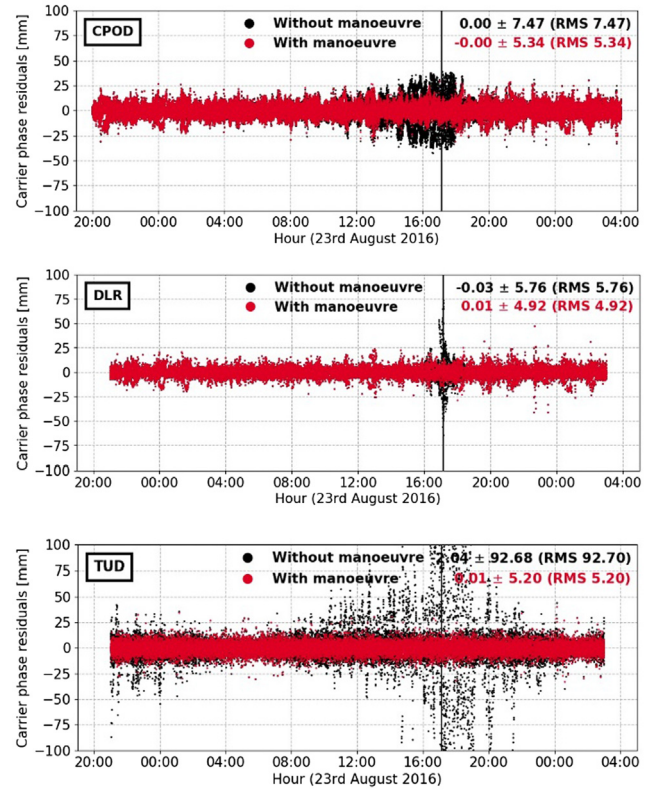 CPOD
Without manoeuvre 0.00 ± 7.47 (RMS 7.47)
With manoeuvre -0.00 ± 5.34 (RMS 5.34)
Carrier phase residuals [mm]
100
75
50
25
0
−25
−50
−75
−100
20:00 00:00 04:00 08:00 12:00 16:00 20:00 00:00 04:00
Hour (23rd August 2016)
DLR
Without manoeuvre -0.03 ± 5.76 (RMS 5.76)
With manoeuvre 0.01 ± 4.92 (RMS 4.92)
Carrier phase residuals [mm]
100
75
50
25
0
−25
−50
−75
−100
20:00 00:00 04:00 08:00 12:00 16:00 20:00 00:00 04:00
Hour (23rd August 2016)
TUD
Without manoeuvre 2.04 ± 92.68 (RMS 92.70)
With manoeuvre 0.01 ± 5.20 (RMS 5.20)
Carrier phase residuals [mm]
100
75
50
25
0
−25
−50
−75
−100
20:00 00:00 04:00 08:00 12:00 16:00 20:00 00:00 04:00
Hour (23rd August 2016)